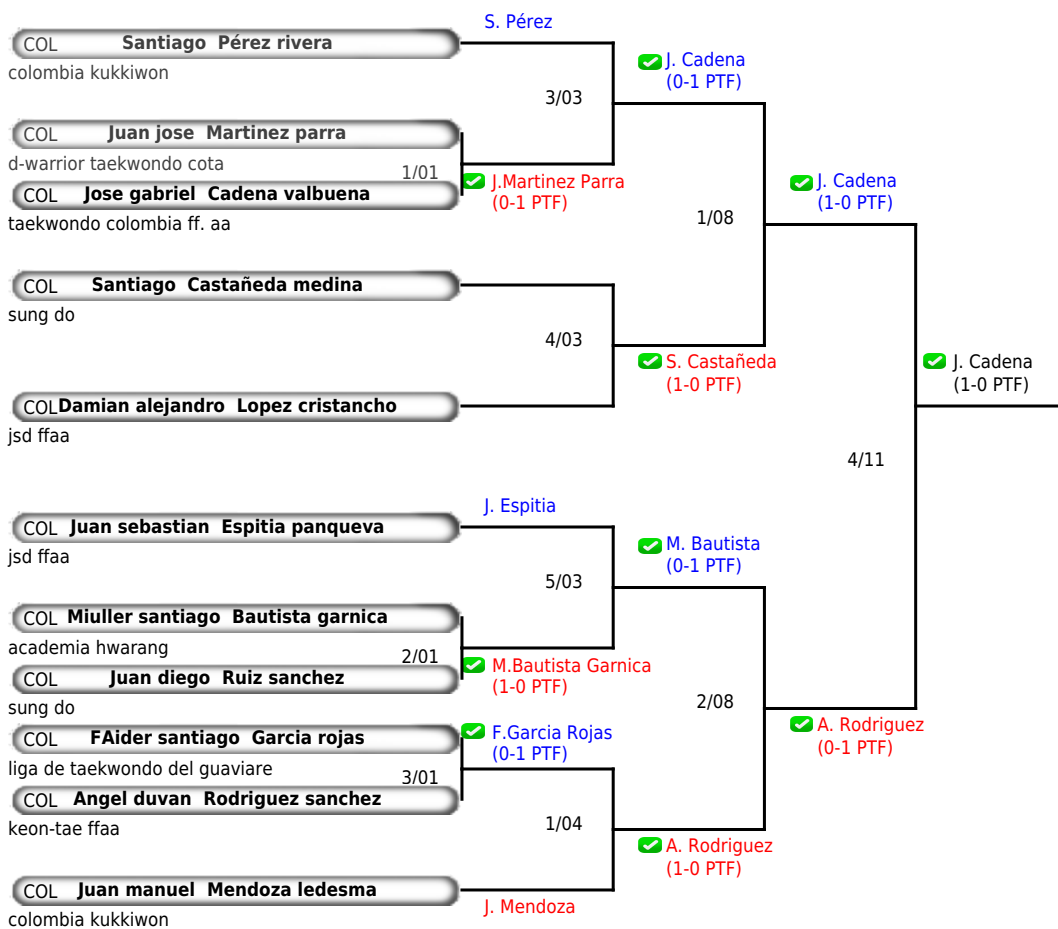 S. Pérez
COL Santiago Pérez rivera
colombia kukkiwon
J. Cadena
(0-1 PTF)
3/03
COL Juan jose Martinez parra
d-warrior taekwondo cota
1/01
J.Martinez Parra
(0-1 PTF)
COL Jose gabriel Cadena valbuena
taekwondo colombia ff. aa
J. Cadena
(1-0 PTF)
1/08
COL Santiago Castañeda medina
sung do
4/03
S. Castañeda
(1-0 PTF)
J. Cadena
(1-0 PTF)
COL Damian alejandro Lopez cristancho
jsd ffaa
4/11
J. Espitia
COL Juan sebastian Espitia panqueva
jsd ffaa
M. Bautista
(0-1 PTF)
5/03
COL Miuller santiago Bautista garnica
academia hwarang
2/01
M.Bautista Garnica
(1-0 PTF)
COL Juan diego Ruiz sanchez
sung do
2/08
A. Rodriguez
(0-1 PTF)
F.Garcia Rojas
(0-1 PTF)
COL FAider santiago Garcia rojas
liga de taekwondo del guaviare
3/01
COL Angel duvan Rodriguez sanchez
keon-tae ffaa
1/04
A. Rodriguez
(1-0 PTF)
COL Juan manuel Mendoza ledesma
colombia kukkiwon
J. Mendoza